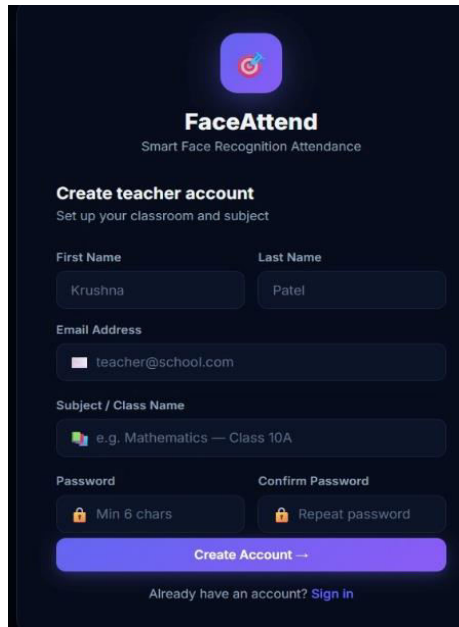 FaceAttend
Smart Face Recognition Attendance
Create teacher account
Set up your classroom and subject
First Name Last Name
Krushna Patel
Email Address
teacher@school.com
Subject / Class Name
e.g. Mathematics — Class 10A
Password Confirm Password
Min 6 chars Repeat password
Create Account →
Already have an account? Sign in